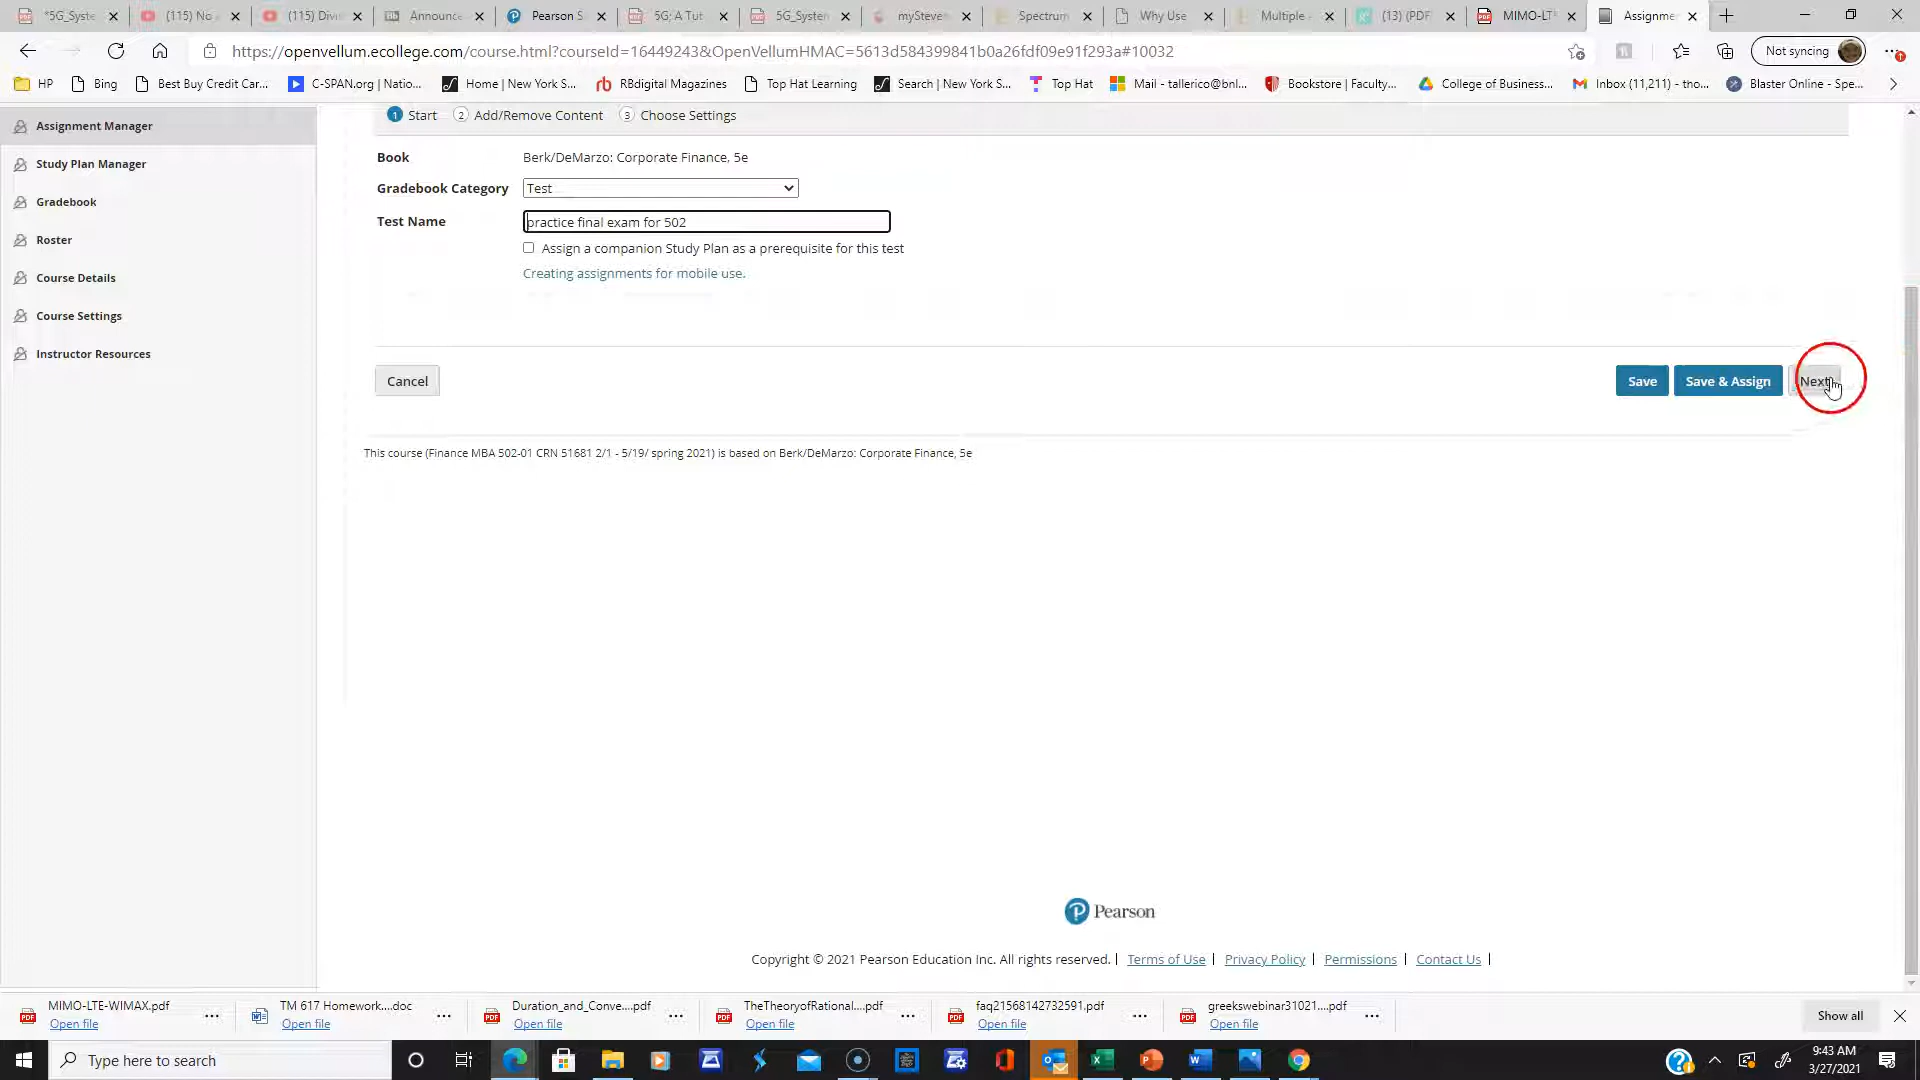 *5G_Syste
(115) No
(115) Divi
Announce
Pearson S
5G: A Tut
5G_System
mySteve
Spectrum
Why Use
Multiple
(13) (PDF
MIMO-LT
Assignme
https://openvellum.ecollege.com/course.html?courseId=16449243&OpenVellumHMAC=5613d584399841b0a26fdf09e91f293a#10032
Not syncing
HP
Bing
Best Buy Credit Car...
C-SPAN.org | Natio...
Home | New York S...
RBdigital Magazines
Top Hat Learning
Search | New York S...
Top Hat
Mail - tallerico@bnl...
Bookstore | Faculty...
College of Business...
Inbox (11,211) - tho...
Blaster Online - Spe...
Assignment Manager
Study Plan Manager
Gradebook
Roster
Course Details
Course Settings
Instructor Resources
1 Start 2 Add/Remove Content 3 Choose Settings
Book Berk/DeMarzo: Corporate Finance, 5e
Gradebook Category Test
Test Name practice final exam for 502
Assign a companion Study Plan as a prerequisite for this test
Creating assignments for mobile use.
Cancel Save Save & Assign Next
This course (Finance MBA 502-01 CRN 51681 2/1 - 5/19/ spring 2021) is based on Berk/DeMarzo: Corporate Finance, 5e
Pearson
Copyright © 2021 Pearson Education Inc. All rights reserved. | Terms of Use | Privacy Policy | Permissions | Contact Us |
MIMO-LTE-WIMAX.pdf
Open file
TM 617 Homework....doc
Open file
Duration_and_Conve....pdf
Open file
TheTheoryofRational....pdf
Open file
faq21568142732591.pdf
Open file
greekswebinar31021....pdf
Open file
Show all
Type here to search
9:43 AM
3/27/2021